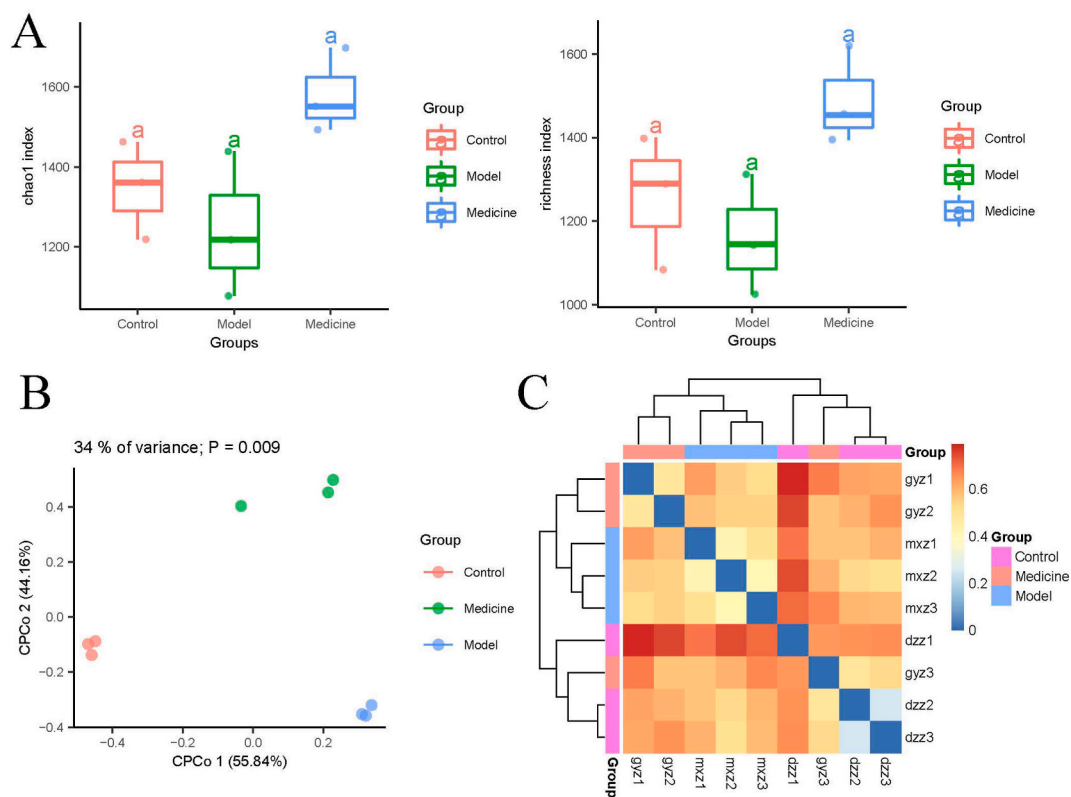 A
chao1 index
1600
1400
1200
a
a
a
Control
Model
Medicine
Groups
Group
a Control
a Model
a Medicine
richness index
1600
1400
1200
1000
a
a
a
Control
Model
Medicine
Groups
Group
a Control
a Model
a Medicine
B
34 % of variance; P = 0.009
CPCo 2 (44.16%)
0.4
0.2
0.0
−0.2
−0.4
−0.4
−0.2
0.0
0.2
CPCo 1 (55.84%)
Group
Control
Medicine
Model
C
Group
gyz1
gyz2
mxz1
mxz2
mxz3
dzz1
gyz3
dzz2
dzz3
Group
gyz1
gyz2
mxz1
mxz2
mxz3
dzz1
gyz3
dzz2
dzz3
0.6
0.4
0.2
0
Group
Control
Medicine
Model